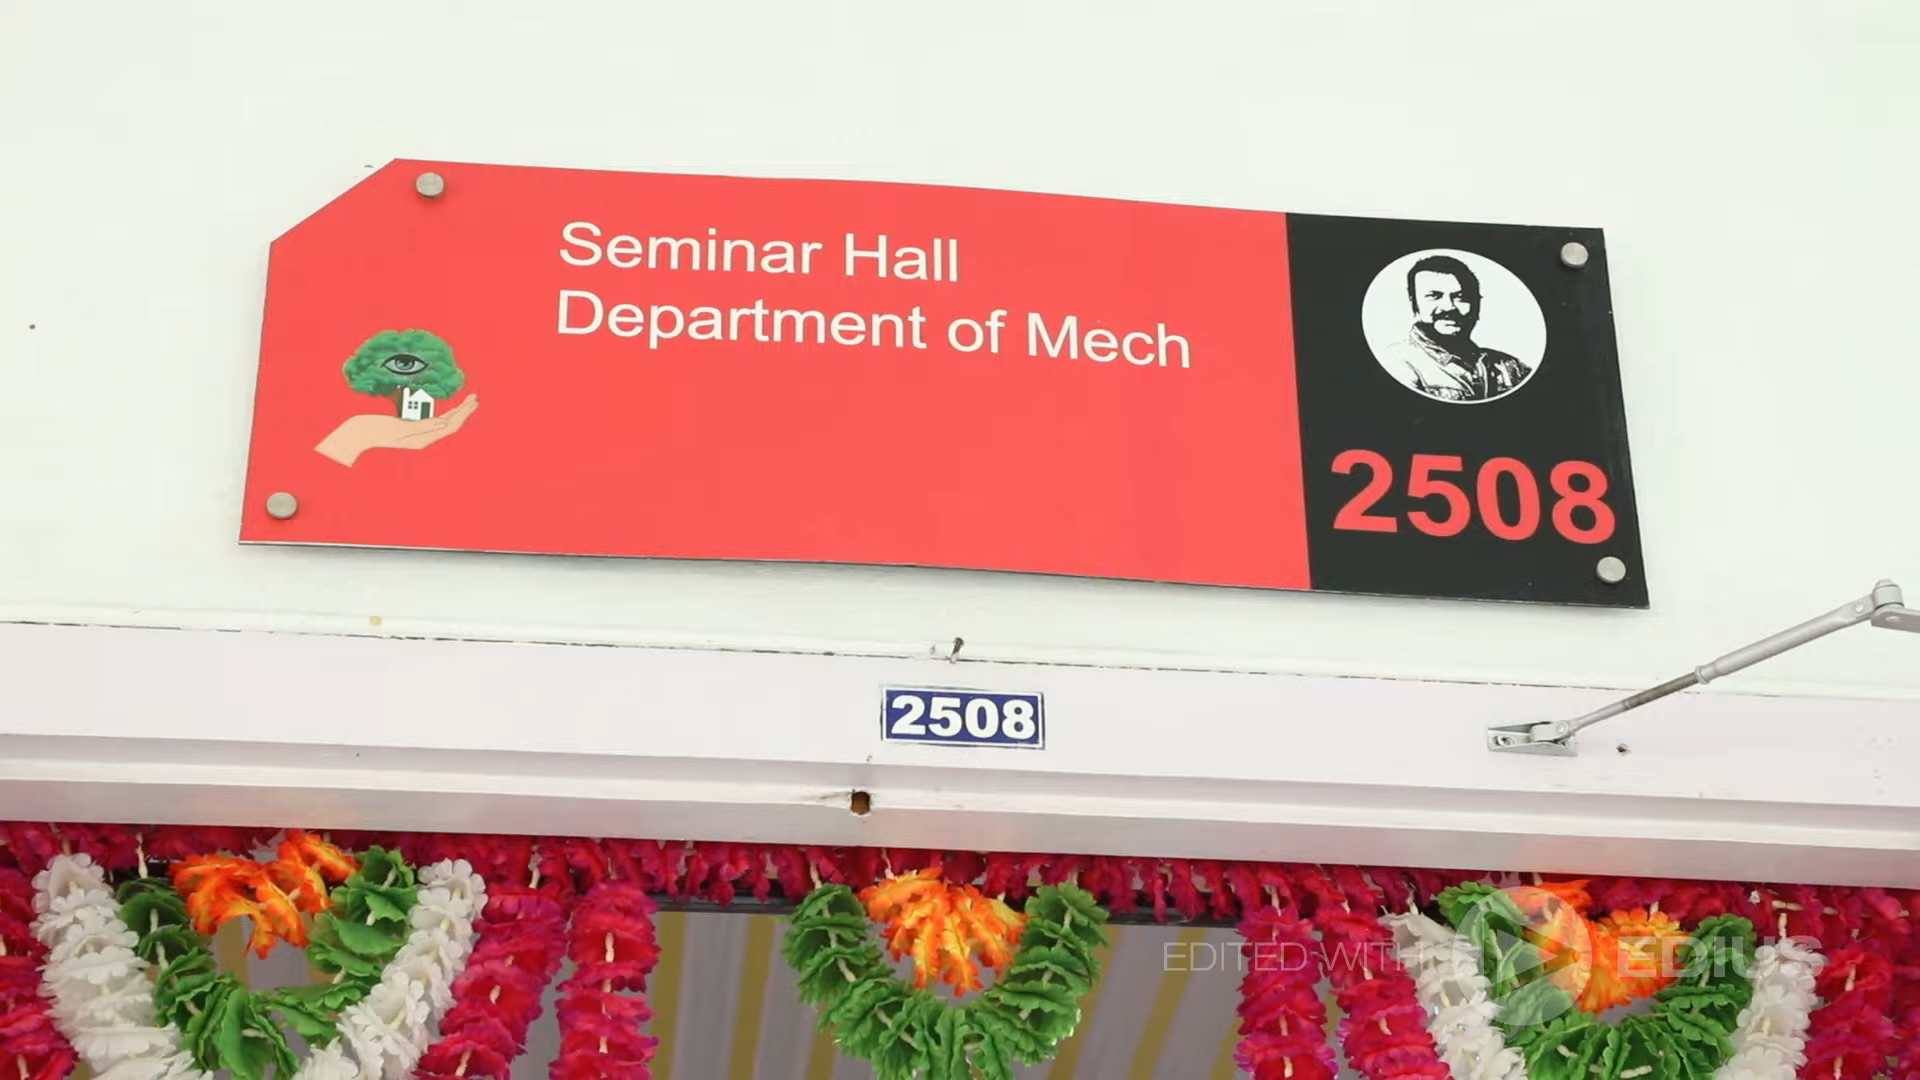 Seminar Hall
Department of Mech
2508
2508
EDITED WITH EDIUS